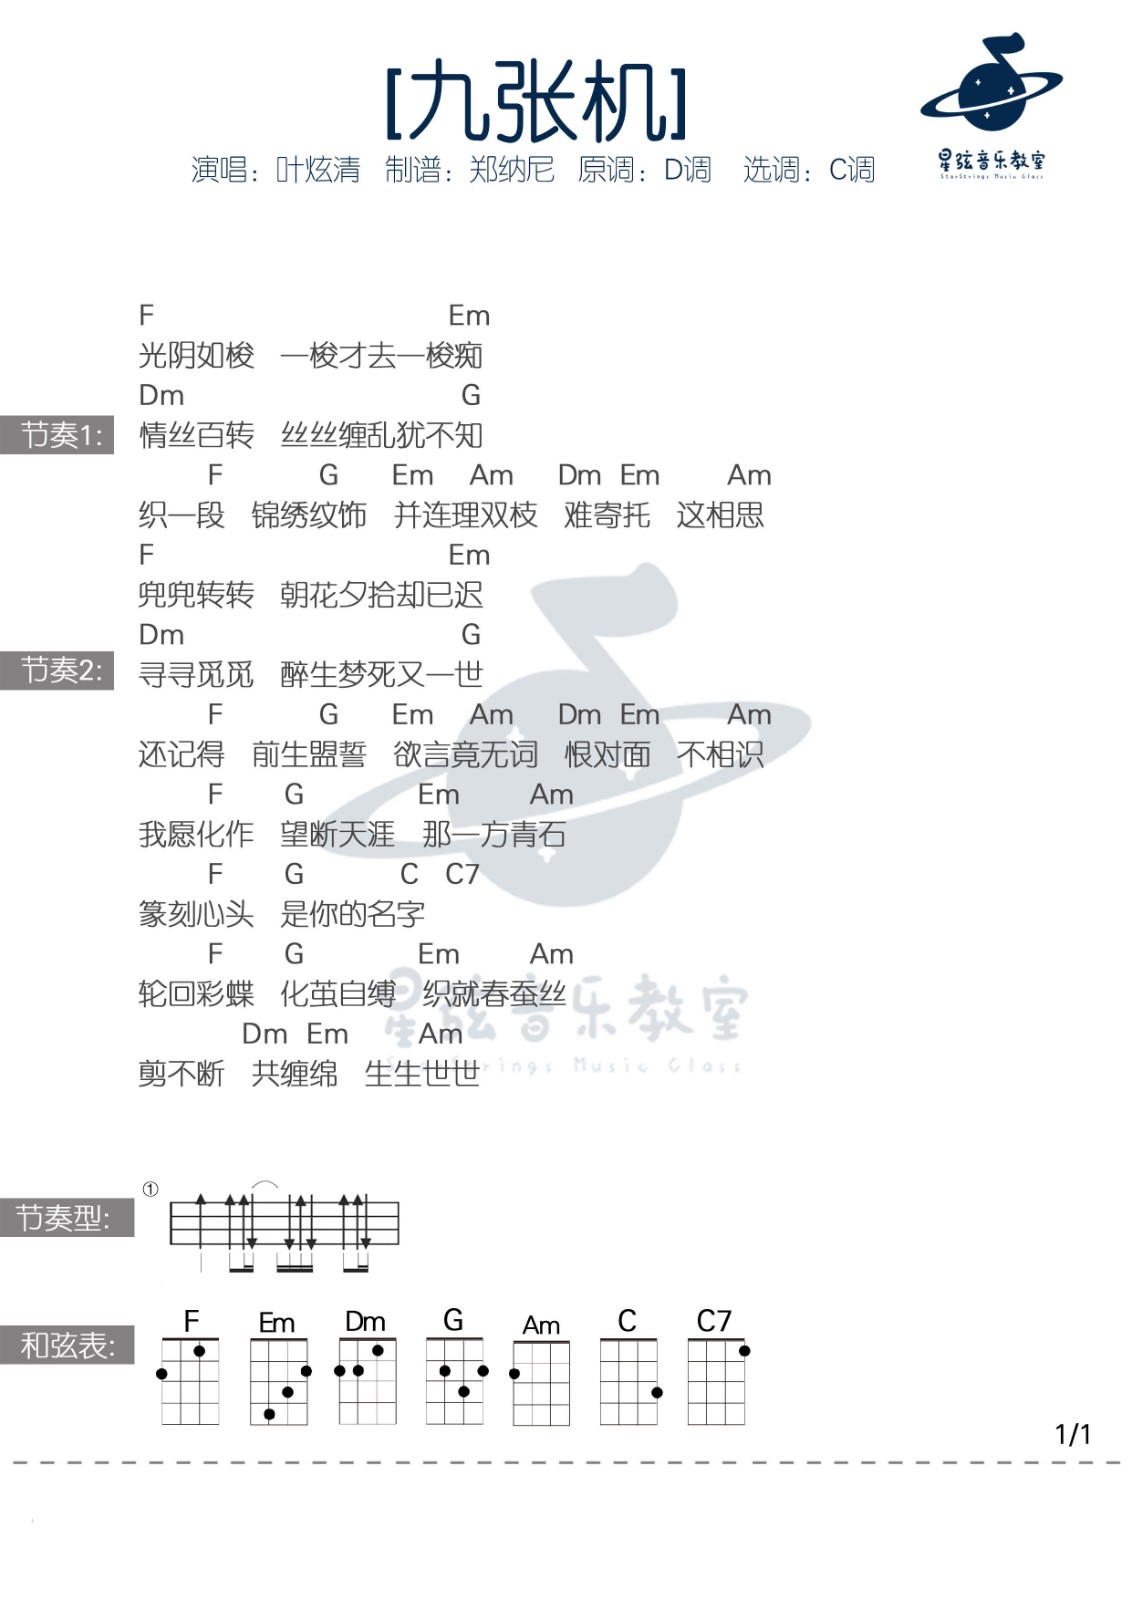 [九张机]
演唱：叶炫清 制谱：郑纳尼 原调：D调 选调：C调
星弦音乐教室
StarStrings Music Class
F Em
光阴如梭 一梭才去一梭痴
Dm G
节奏1: 情丝百转 丝丝缠乱犹不知
F G Em Am Dm Em Am
织一段 锦绣纹饰 并连理双枝 难寄托 这相思
F Em
兜兜转转 朝花夕拾却已迟
Dm G
节奏2: 寻寻觅觅 醉生梦死又一世
F G Em Am Dm Em Am
还记得 前生盟誓 欲言竟无词 恨对面 不相识
F G Em Am
我愿化作 望断天涯 那一方青石
F G C C7
篆刻心头 是你的名字
F G Em Am
轮回彩蝶 化茧自缚 织就春蚕丝
Dm Em Am
剪不断 共缠绵 生生世世
星弦音乐教室
StarStrings Music Class
节奏型: ①
和弦表: F Em Dm G Am C C7
1/1